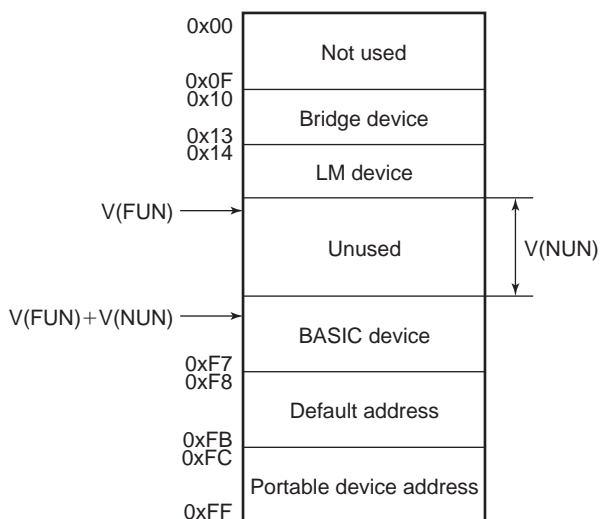 0x00
Not used
0x0F
0x10
Bridge device
0x13
0x14
LM device
V(FUN)
Unused
V(NUN)
V(FUN)+V(NUN)
BASIC device
0xF7
0xF8
Default address
0xFB
0xFC
Portable device address
0xFF